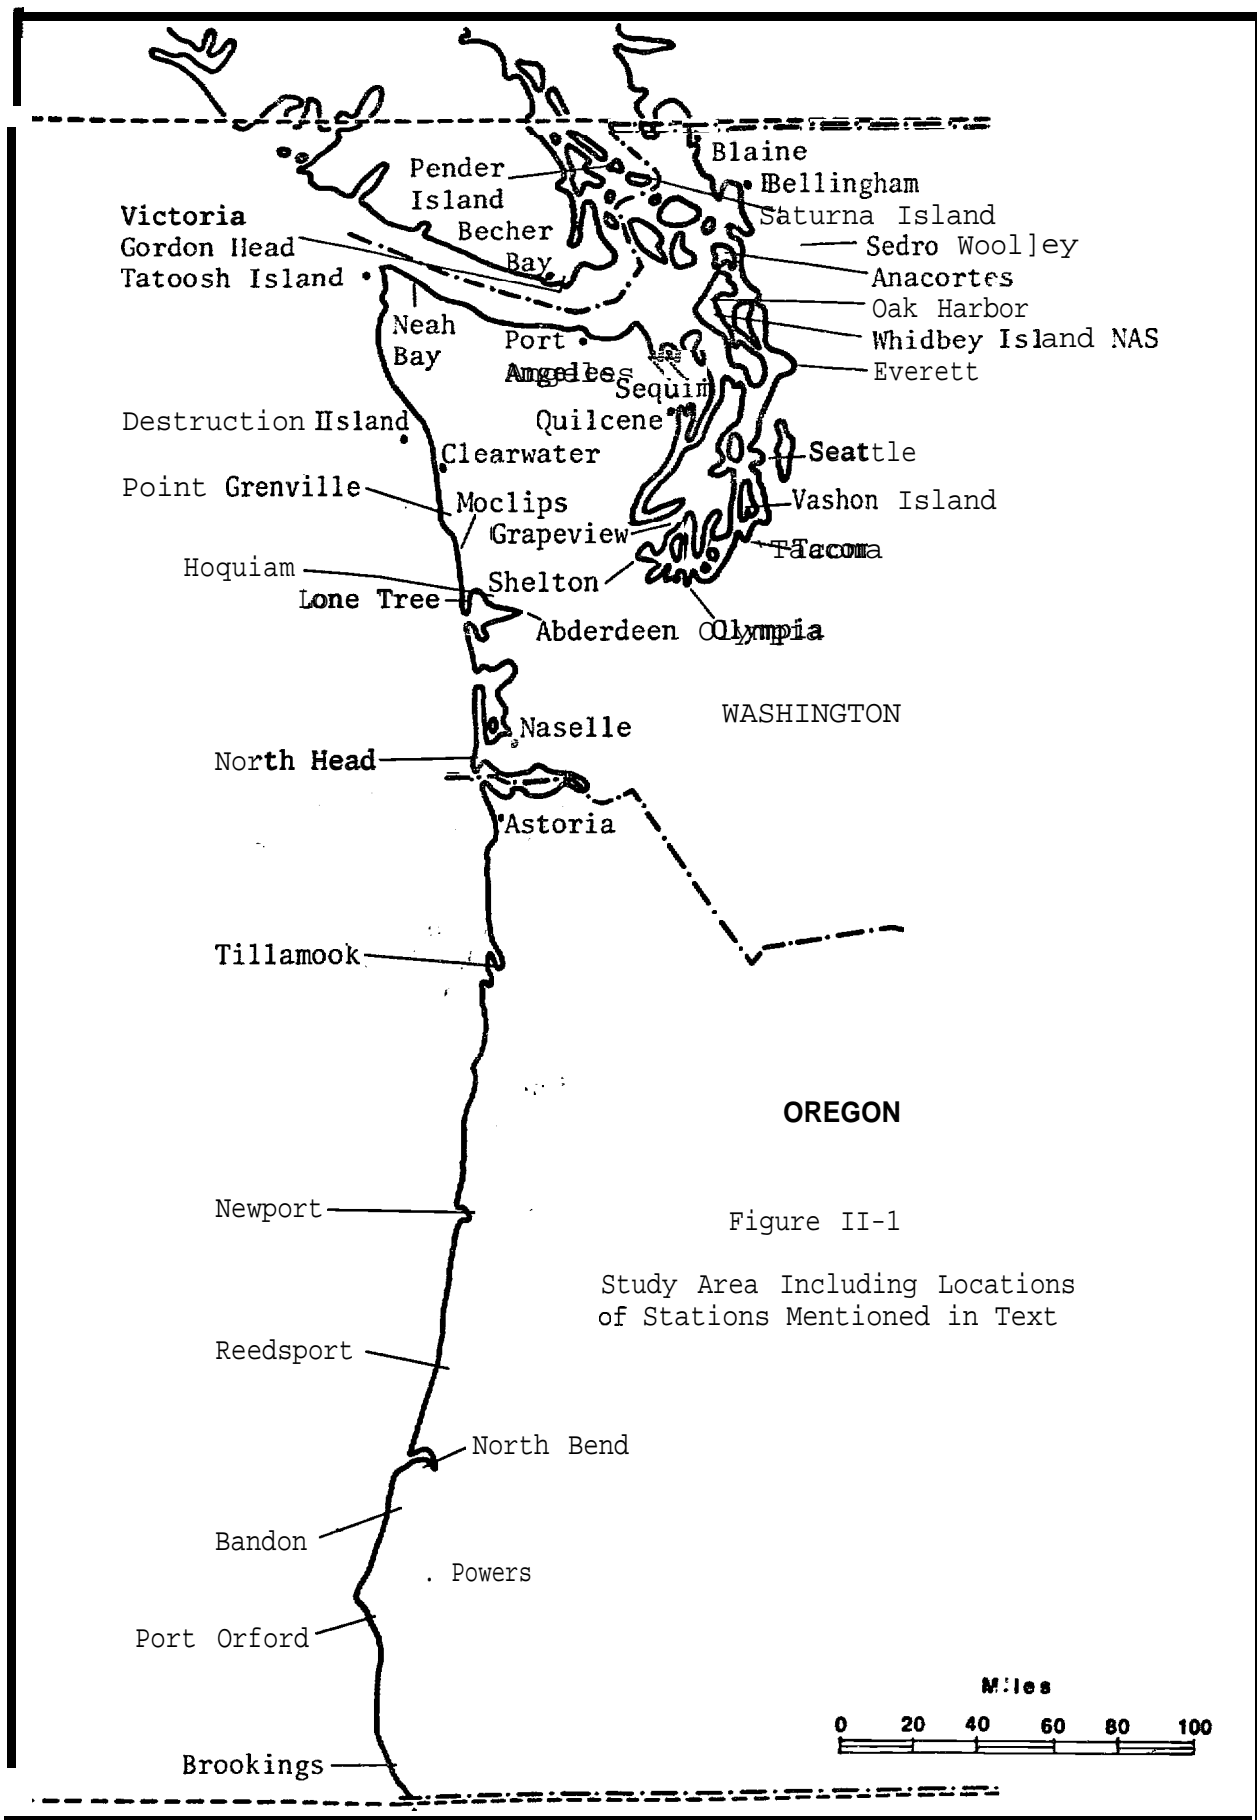 Blaine
Pender
Island
Bellingham
Saturna Island
Victoria
Gordon Head
Tatoosh Island
Becher
Bay
Sedro Woolley
Anacortes
Oak Harbor
Whidbey Island NAS
Everett
Neah
Bay
Port
Angeles
Sequim
Quilcene
Destruction Island
Clearwater
Seattle
Point Grenville
Moclips
Vashon Island
Grapeview
Tacoma
Hoquiam
Shelton
Lone Tree
Abderdeen
Olympia
WASHINGTON
Naselle
North Head
Astoria
Tillamook
OREGON
Newport
Figure II-1
Study Area Including Locations
of Stations Mentioned in Text
Reedsport
North Bend
Bandon
Powers
Port Orford
Miles
0 20 40 60 80 100
Brookings